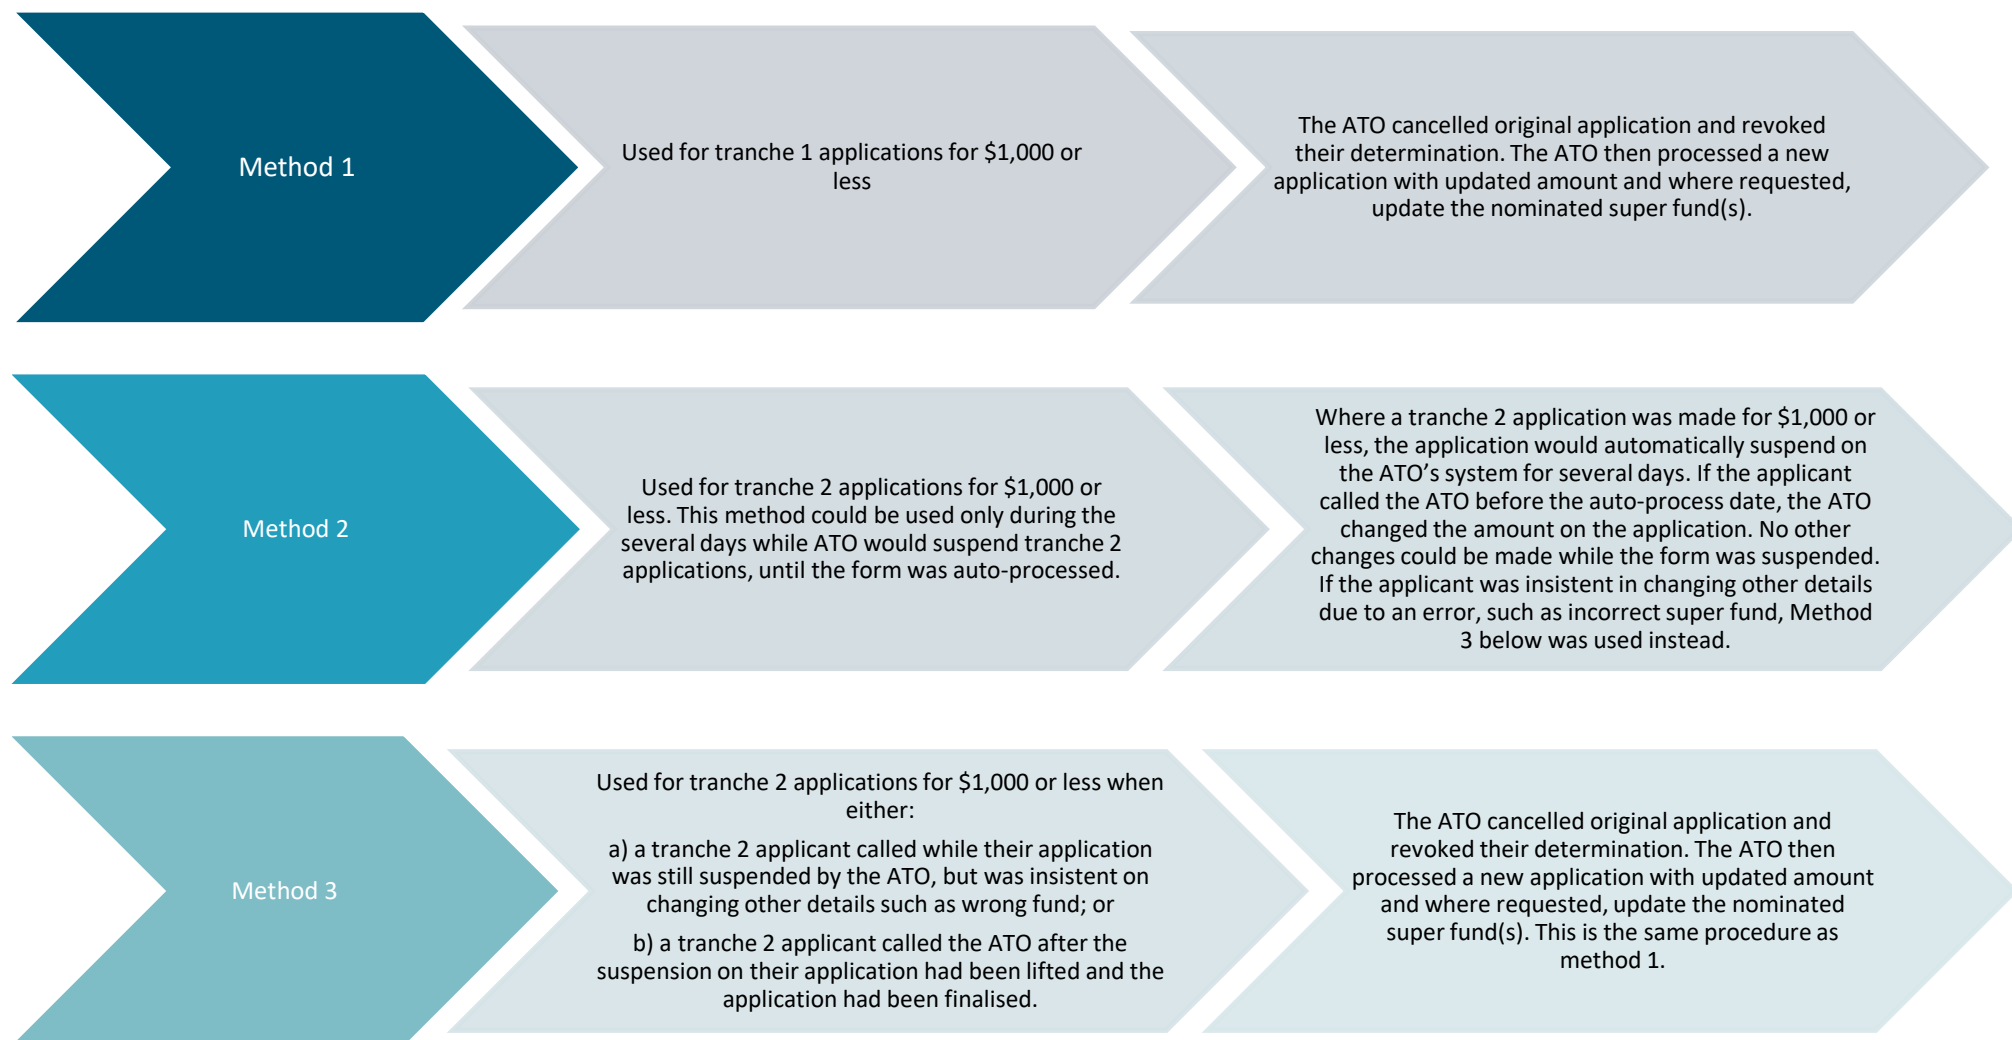 Method 1
Used for tranche 1 applications for $1,000 or
less
The ATO cancelled original application and revoked
their determination. The ATO then processed a new
application with updated amount and where requested,
update the nominated super fund(s).
Method 2
Used for tranche 2 applications for $1,000 or
less. This method could be used only during the
several days while ATO would suspend tranche 2
applications, until the form was auto-processed.
Where a tranche 2 application was made for $1,000 or
less, the application would automatically suspend on
the ATO’s system for several days. If the applicant
called the ATO before the auto-process date, the ATO
changed the amount on the application. No other
changes could be made while the form was suspended.
If the applicant was insistent in changing other details
due to an error, such as incorrect super fund, Method
3 below was used instead.
Method 3
Used for tranche 2 applications for $1,000 or less when
either:
a) a tranche 2 applicant called while their application
was still suspended by the ATO, but was insistent on
changing other details such as wrong fund; or
b) a tranche 2 applicant called the ATO after the
suspension on their application had been lifted and the
application had been finalised.
The ATO cancelled original application and
revoked their determination. The ATO then
processed a new application with updated amount
and where requested, update the nominated
super fund(s). This is the same procedure as
method 1.